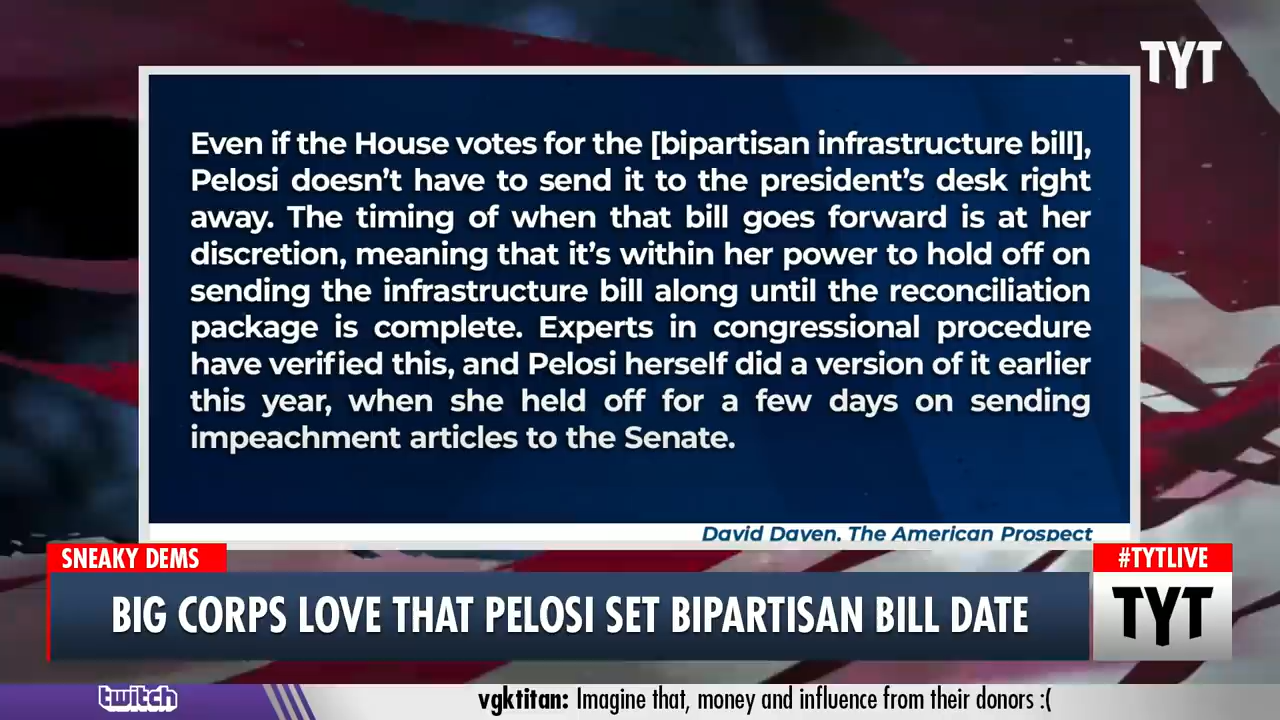 TYT
Even if the House votes for the [bipartisan infrastructure bill],
Pelosi doesn't have to send it to the president's desk right
away. The timing of when that bill goes forward is at her
discretion, meaning that it's within her power to hold off on
sending the infrastructure bill along until the reconciliation
package is complete. Experts in congressional procedure
have verified this, and Pelosi herself did a version of it earlier
this year, when she held off for a few days on sending
impeachment articles to the Senate.
David Dayen, The American Prospect
SNEAKY DEMS
#TYTLIVE
BIG CORPS LOVE THAT PELOSI SET BIPARTISAN BILL DATE
TYT
twitch
vgktitan: Imagine that, money and influence from their donors :(